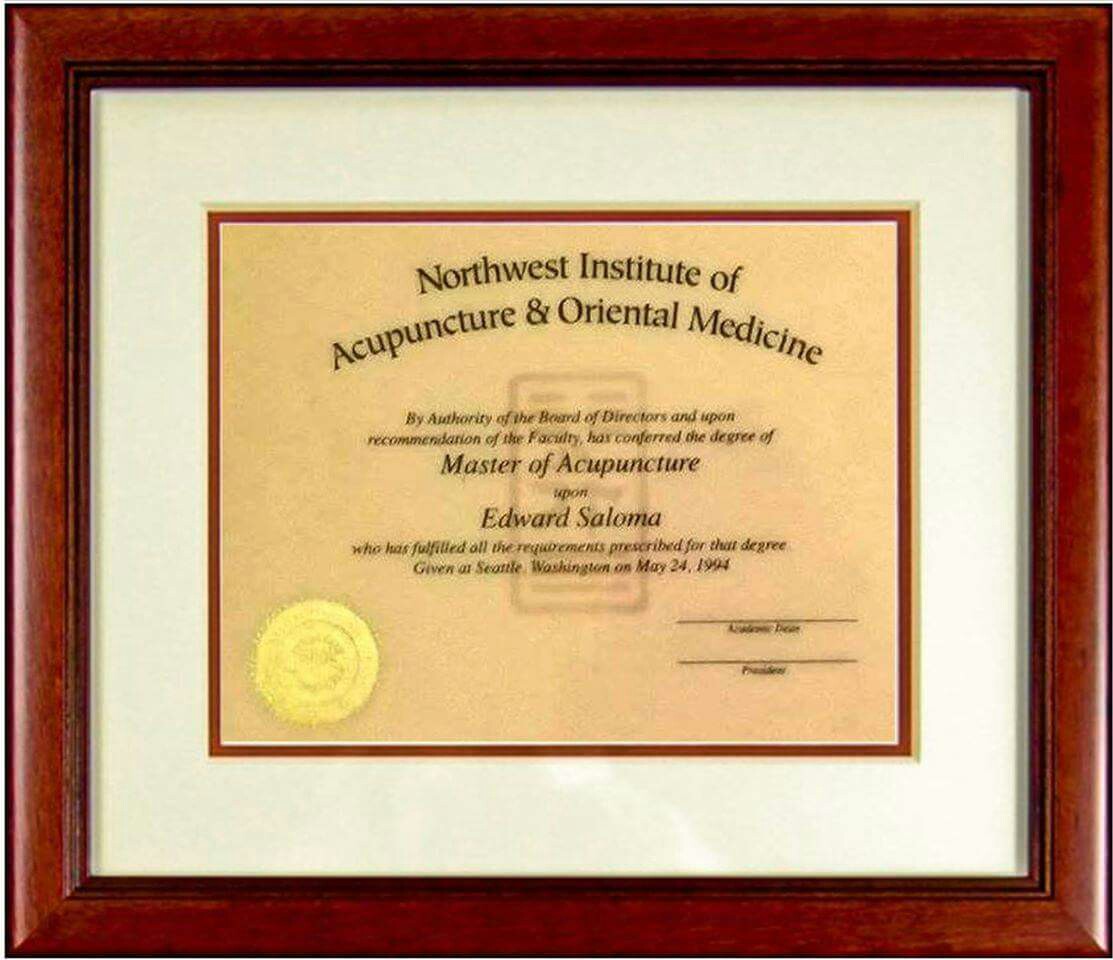 Northwest Institute of
Acupuncture & Oriental Medicine
By Authority of the Board of Directors and upon
recommendation of the Faculty, has conferred the degree of
Master of Acupuncture
upon
Edward Saloma
who has fulfilled all the requirements prescribed for that degree
Given at Seattle, Washington on May 24, 1994
Academic Dean
President